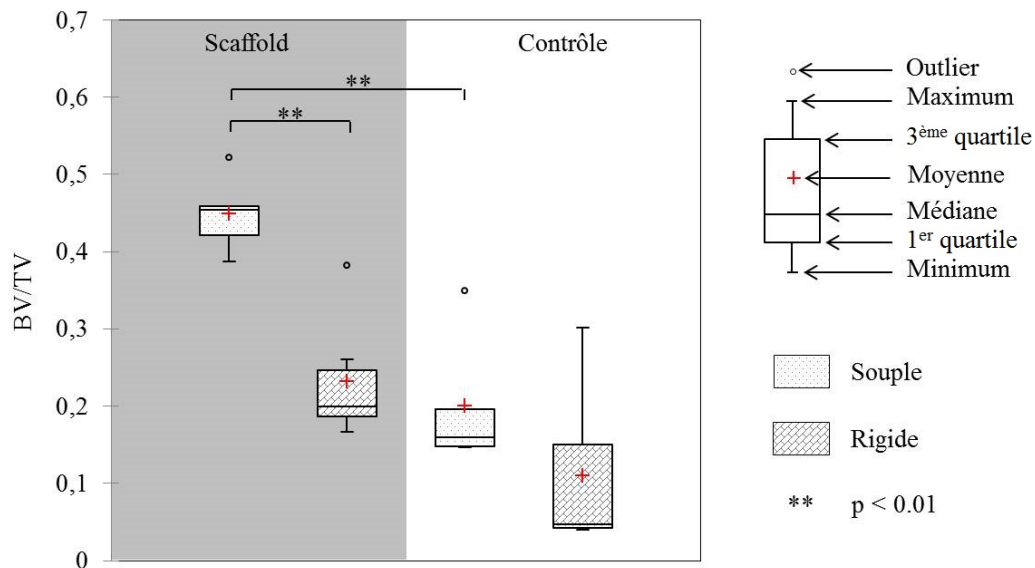 0,7
0,6
0,5
0,4
0,3
0,2
0,1
0
BV/TV
Scaffold
Contrôle
**
**
Outlier
Maximum
3ème quartile
Moyenne
Médiane
1er quartile
Minimum
Souple
Rigide
** p < 0.01